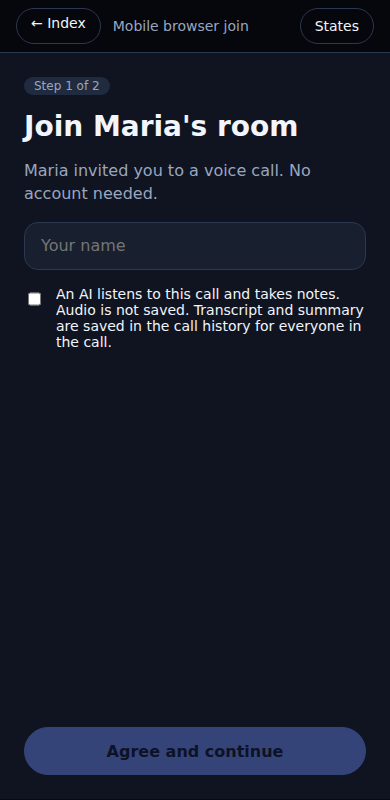 ← Index
Mobile browser join
States
Step 1 of 2
Join Maria's room
Maria invited you to a voice call. No
account needed.
Your name
An AI listens to this call and takes notes.
Audio is not saved. Transcript and summary
are saved in the call history for everyone in
the call.
Agree and continue